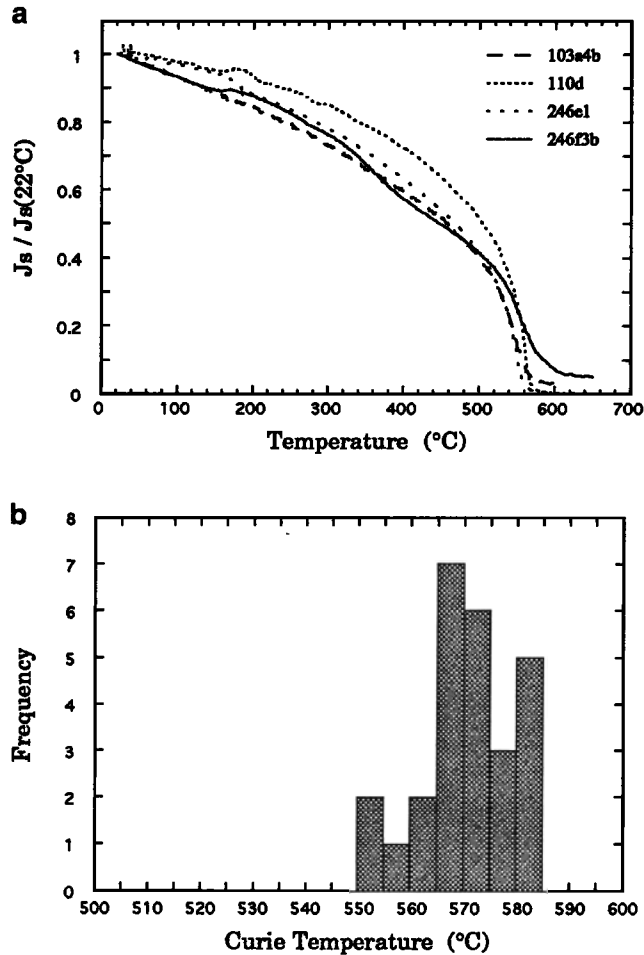 a
1
0.8
0.6
0.4
0.2
0
Js / Js(22°C)
103a4b
110d
246e1
246f3b
0 100 200 300 400 500 600 700
Temperature (°C)
b
8
7
6
5
4
3
2
1
0
Frequency
500 510 520 530 540 550 560 570 580 590 600
Curie Temperature (°C)